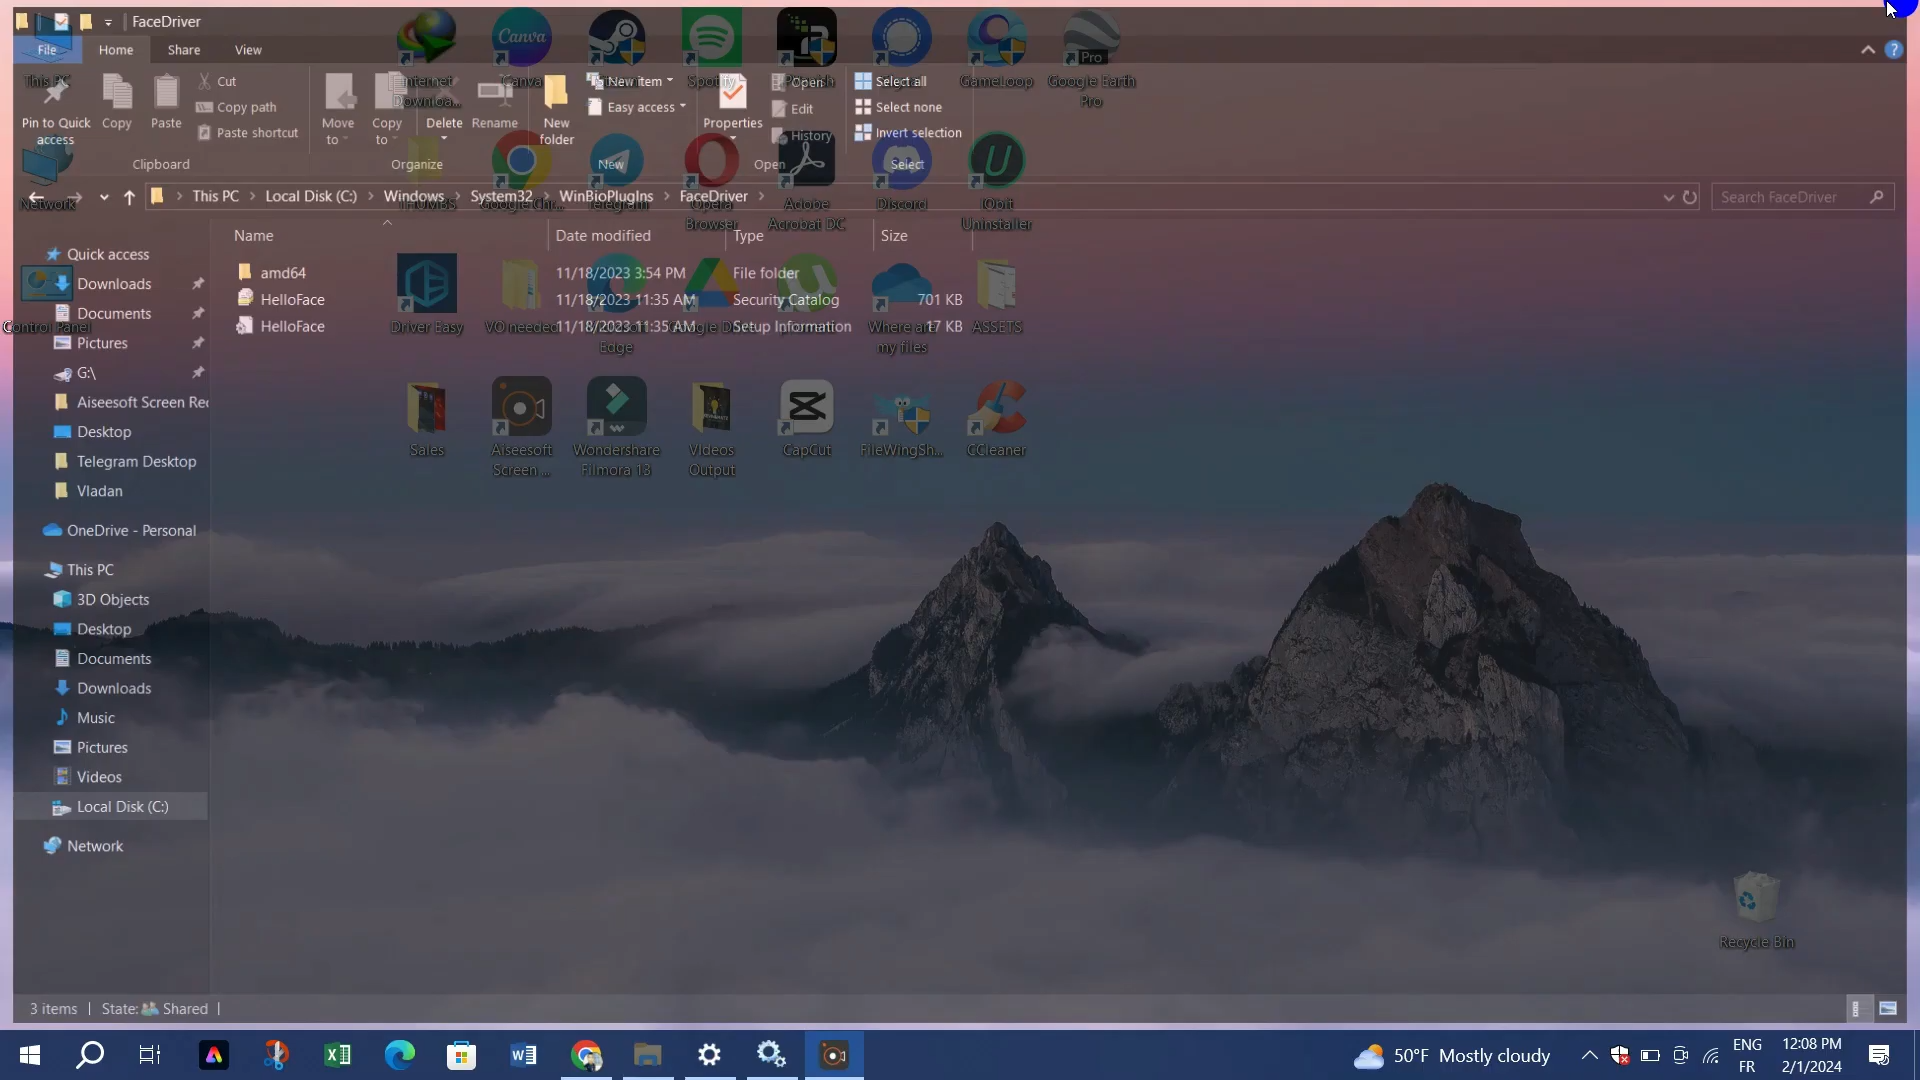 FaceDriver
File Home Share View
Pin to Quick access
Copy
Paste
Cut
Copy path
Paste shortcut
Clipboard
Move to
Copy to
Delete
Rename
Organize
New folder
New item
Easy access
New
Properties
Open
Edit
History
Open
Select all
Select none
Invert selection
Select
This PC
Network
Control Panel
Internet Downloa...
Canva
Canva
Spotify
GameLoop
Pro
Google Earth Pro
THUMBS
Google Chr...
Telegram
Opera Browser
Adobe Acrobat DC
Discord
IObit Uninstaller
This PC Local Disk (C:) Windows System32 WinBioPlugIns FaceDriver
Search FaceDriver
Name Date modified Type Size
amd64 11/18/2023 3:54 PM File folder
HelloFace 11/18/2023 11:35 AM Security Catalog 701 KB
HelloFace 11/18/2023 11:35 AM Setup Information 17 KB
Driver Easy
VO needed
Edge
Where are my files
ASSETS
Sales
Aiseesoft Screen ...
Wondershare Filmora 13
VIdeos Output
CapCut
FileWingSh...
CCleaner
Quick access
Downloads
Documents
Pictures
G:\
Aiseesoft Screen Rec
Desktop
Telegram Desktop
Vladan
OneDrive - Personal
This PC
3D Objects
Desktop
Documents
Downloads
Music
Pictures
Videos
Local Disk (C:)
Network
Recycle Bin
3 items State: Shared
50°F Mostly cloudy
ENG
FR
12:08 PM
2/1/2024